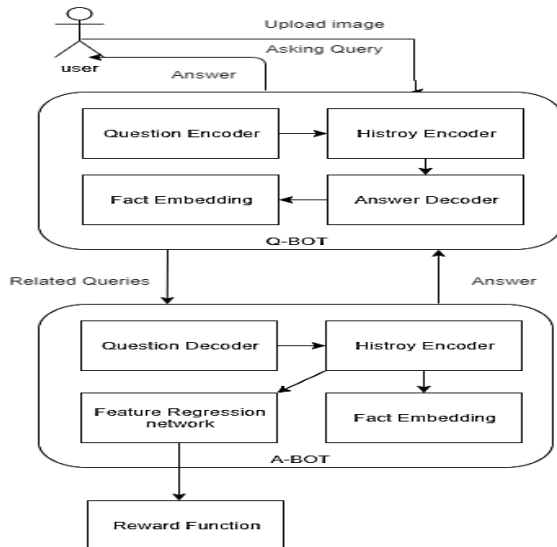 Upload image
Asking Query
user
Answer
Question Encoder
Histroy Encoder
Fact Embedding
Answer Decoder
Q-BOT
Related Queries
Answer
Question Decoder
Histroy Encoder
Feature Regression
network
Fact Embedding
A-BOT
Reward Function